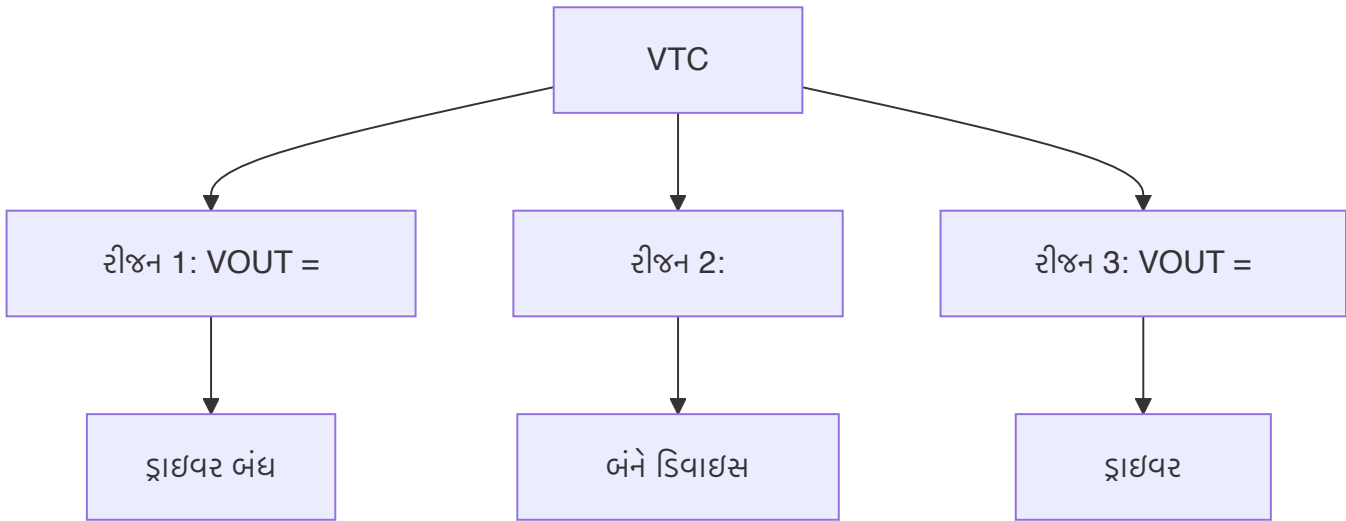 VTC
રીજન 1: VOUT =
રીજન 2:
રીજન 3: VOUT =
ડ્રાઇવર બંધ
બંને ડિવાઇસ
ડ્રાઇવર